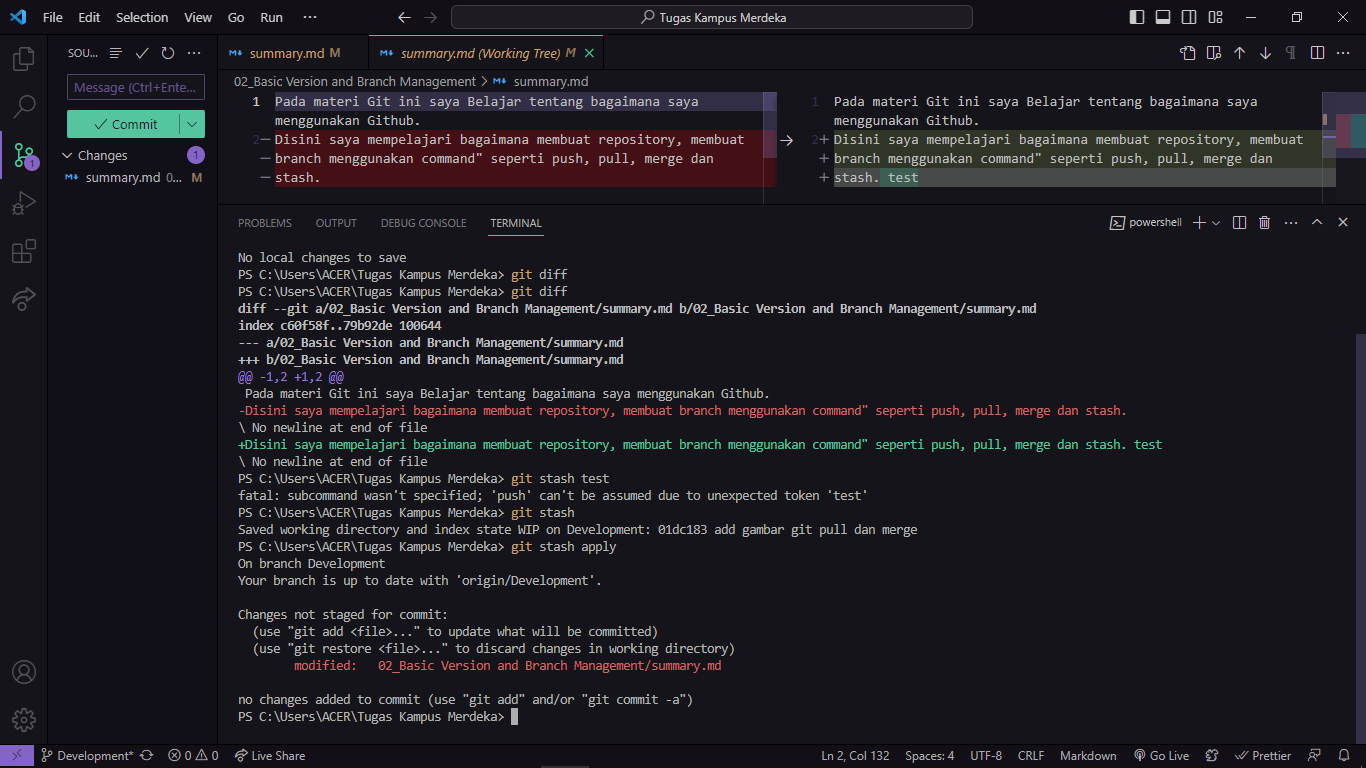 File Edit Selection View Go Run ··· Tugas Kampus Merdeka
SOU...
summary.md M
summary.md (Working Tree) M
02_Basic Version and Branch Management > summary.md
Message (Ctrl+Ente...
Commit
Changes 1
summary.md 0... M
1
1 Pada materi Git ini saya Belajar tentang bagaimana saya
menggunakan Github.
2— Disini saya mempelajari bagaimana membuat repository, membuat
— branch menggunakan command" seperti push, pull, merge dan
— stash.
1 Pada materi Git ini saya Belajar tentang bagaimana saya
menggunakan Github.
2+ Disini saya mempelajari bagaimana membuat repository, membuat
+ branch menggunakan command" seperti push, pull, merge dan
+ stash. test
PROBLEMS OUTPUT DEBUG CONSOLE TERMINAL powershell
No local changes to save
PS C:\Users\ACER\Tugas Kampus Merdeka> git diff
PS C:\Users\ACER\Tugas Kampus Merdeka> git diff
diff --git a/02_Basic Version and Branch Management/summary.md b/02_Basic Version and Branch Management/summary.md
index c60f58f..79b92de 100644
--- a/02_Basic Version and Branch Management/summary.md
+++ b/02_Basic Version and Branch Management/summary.md
@@ -1,2 +1,2 @@
Pada materi Git ini saya Belajar tentang bagaimana saya menggunakan Github.
-Disini saya mempelajari bagaimana membuat repository, membuat branch menggunakan command" seperti push, pull, merge dan stash.
\ No newline at end of file
+Disini saya mempelajari bagaimana membuat repository, membuat branch menggunakan command" seperti push, pull, merge dan stash. test
\ No newline at end of file
PS C:\Users\ACER\Tugas Kampus Merdeka> git stash test
fatal: subcommand wasn't specified; 'push' can't be assumed due to unexpected token 'test'
PS C:\Users\ACER\Tugas Kampus Merdeka> git stash
Saved working directory and index state WIP on Development: 01dc183 add gambar git pull dan merge
PS C:\Users\ACER\Tugas Kampus Merdeka> git stash apply
On branch Development
Your branch is up to date with 'origin/Development'.
Changes not staged for commit:
(use "git add <file>..." to update what will be committed)
(use "git restore <file>..." to discard changes in working directory)
modified: 02_Basic Version and Branch Management/summary.md
no changes added to commit (use "git add" and/or "git commit -a")
PS C:\Users\ACER\Tugas Kampus Merdeka>
Development* 0 0 Live Share Ln 2, Col 132 Spaces: 4 UTF-8 CRLF Markdown Go Live Prettier